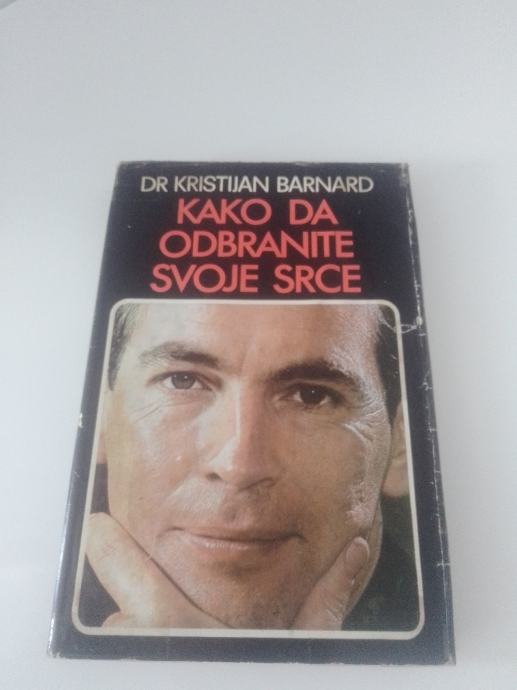 DR KRISTIJAN BARNARD
KAKO DA
ODBRANITE
SVOJE SRCE